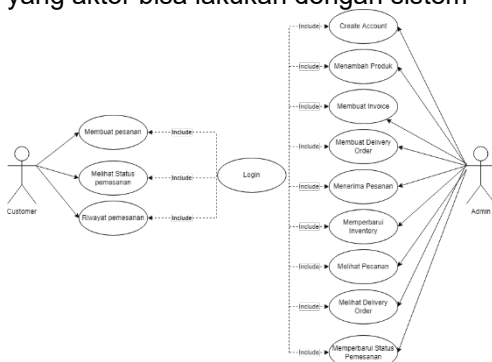 yang aktor bisa lakukan dengan sistem
Include
Create Account
Include
Menambah Produk
Include
Membuat Invoice
Membuat pesanan
Include
Include
Membuat Delivery
Order
Melihat Status
pemesanan
Include
Login
Include
Menerima Pesanan
Customer
Admin
Riwayat pemesanan
Include
Include
Memperbarui
Inventory
Include
Melihat Pesanan
Include
Melihat Delivery
Order
Include
Memperbarui Status
Pemesanan